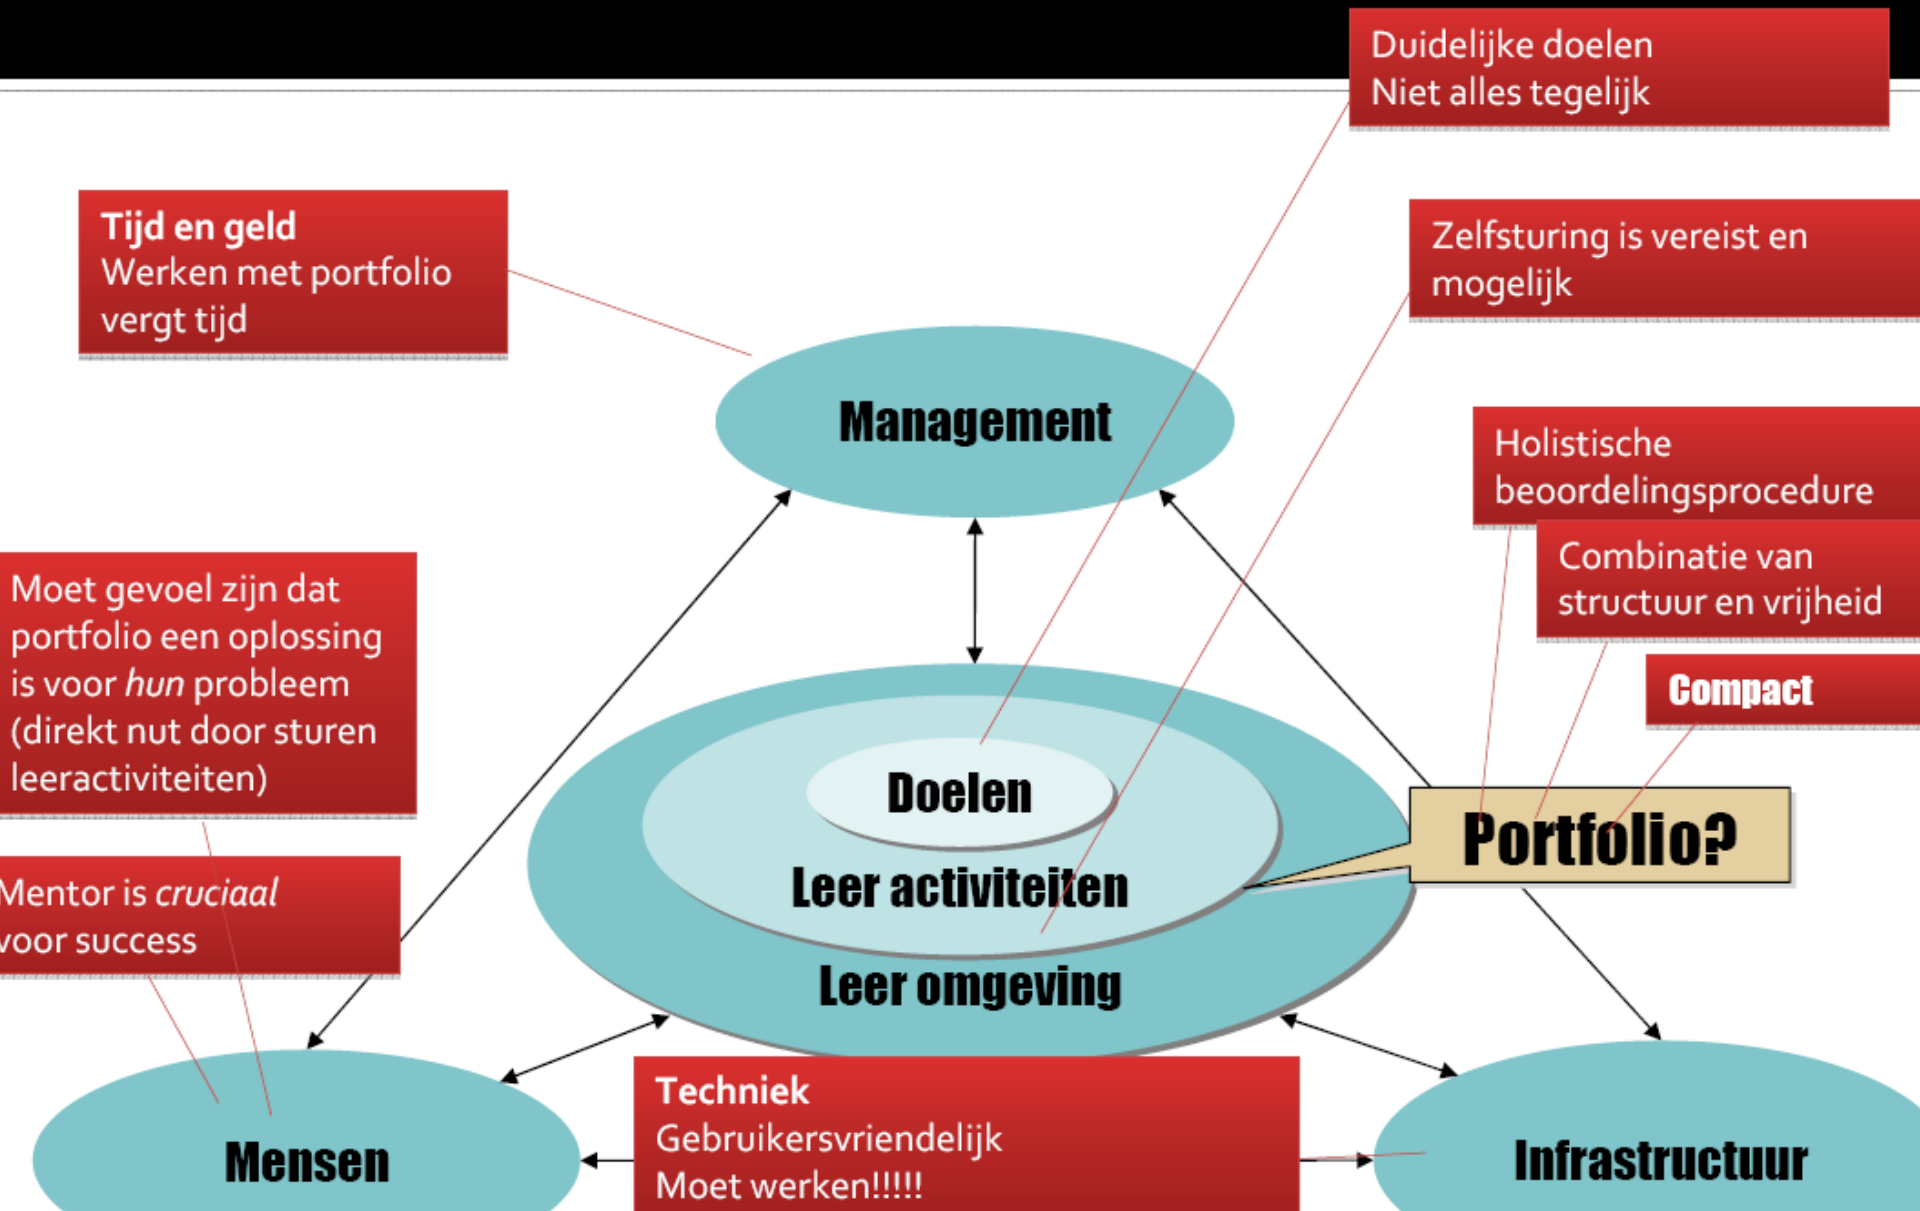 Duidelijke doelen
Niet alles tegelijk
Tijd en geld
Werken met portfolio
vergt tijd
Zelfsturing is vereist en
mogelijk
Management
Holistische
beoordelingsprocedure
Combinatie van
structuur en vrijheid
Compact
Moet gevoel zijn dat
portfolio een oplossing
is voor hun probleem
(direkt nut door sturen
leeractiviteiten)
Doelen
Portfolio?
Leer activiteiten
Mentor is cruciaal
voor success
Leer omgeving
Techniek
Gebruikersvriendelijk
Moet werken!!!!!
Mensen
Infrastructuur